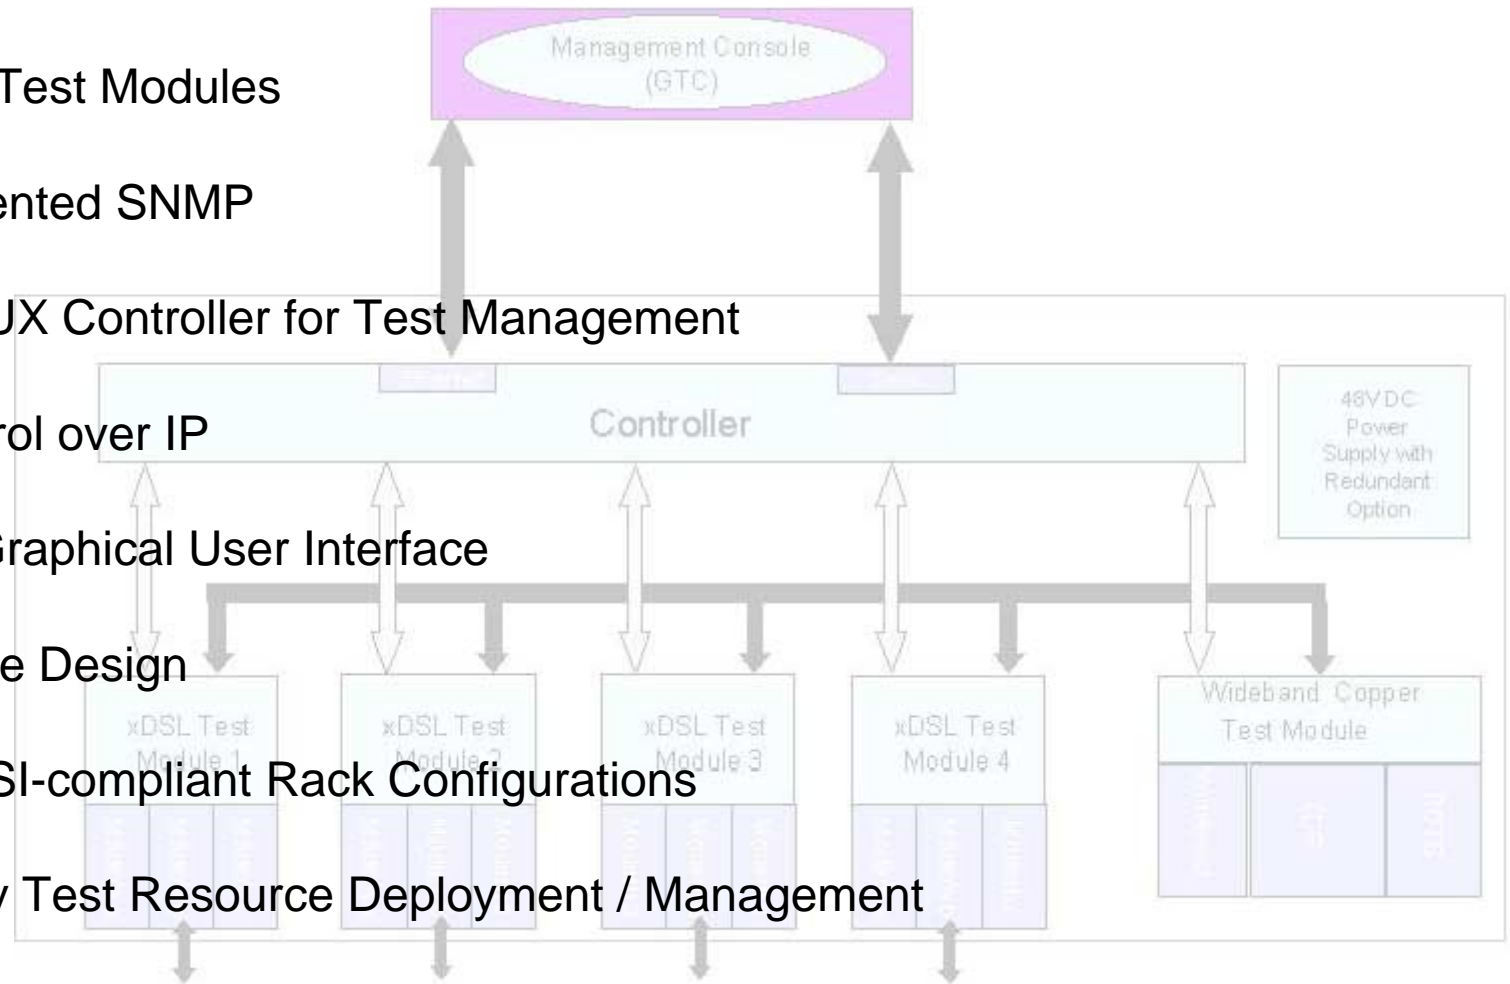 Management Console
(GTC)
Test Modules
ented SNMP
UX Controller for Test Management
Controller
rol over IP
48VDC
Power
Supply with
Redundant
Option
Graphical User Interface
e Design
xDSL Test
Module 1
xDSL Test
Module 2
xDSL Test
Module 3
xDSL Test
Module 4
Wideband Copper
Test Module
SI-compliant Rack Configurations
y Test Resource Deployment / Management